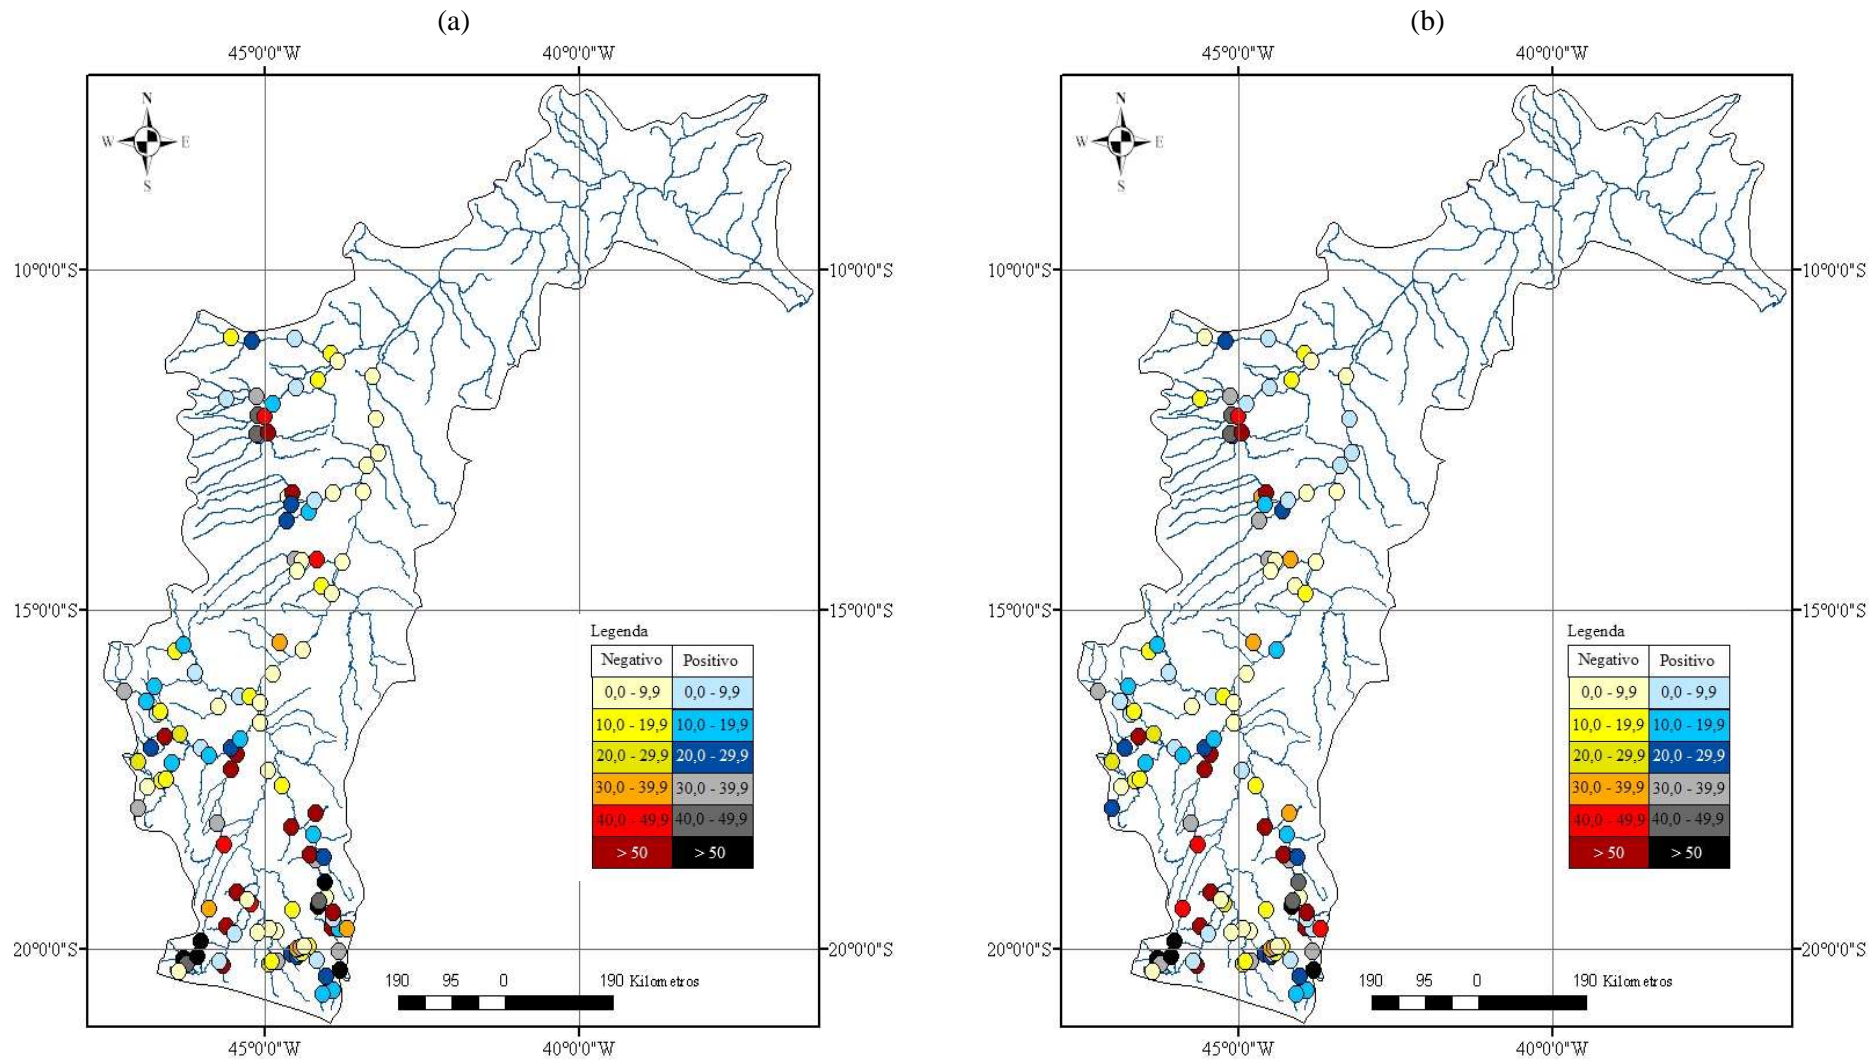 (a)
45°0'0"W 40°0'0"W
N
W E
S
10°0'0"S 10°0'0"S
15°0'0"S 15°0'0"S
Legenda
Negativo Positivo
0,0 - 9,9 0,0 - 9,9
10,0 - 19,9 10,0 - 19,9
20,0 - 29,9 20,0 - 29,9
30,0 - 39,9 30,0 - 39,9
40,0 - 49,9 40,0 - 49,9
> 50 > 50
20°0'0"S 20°0'0"S
190 95 0 190 Kilometros
45°0'0"W 40°0'0"W
(b)
45°0'0"W 40°0'0"W
N
W E
S
10°0'0"S 10°0'0"S
15°0'0"S 15°0'0"S
Legenda
Negativo Positivo
0,0 - 9,9 0,0 - 9,9
10,0 - 19,9 10,0 - 19,9
20,0 - 29,9 20,0 - 29,9
30,0 - 39,9 30,0 - 39,9
40,0 - 49,9 40,0 - 49,9
> 50 > 50
20°0'0"S 20°0'0"S
190 95 0 190 Kilometros
45°0'0"W 40°0'0"W